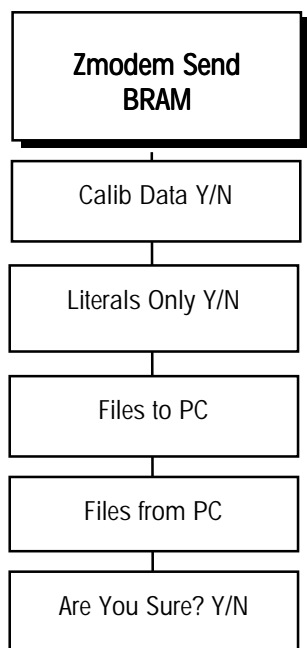 Zmodem Send
BRAM
Calib Data Y/N
Literals Only Y/N
Files to PC
Files from PC
Are You Sure? Y/N